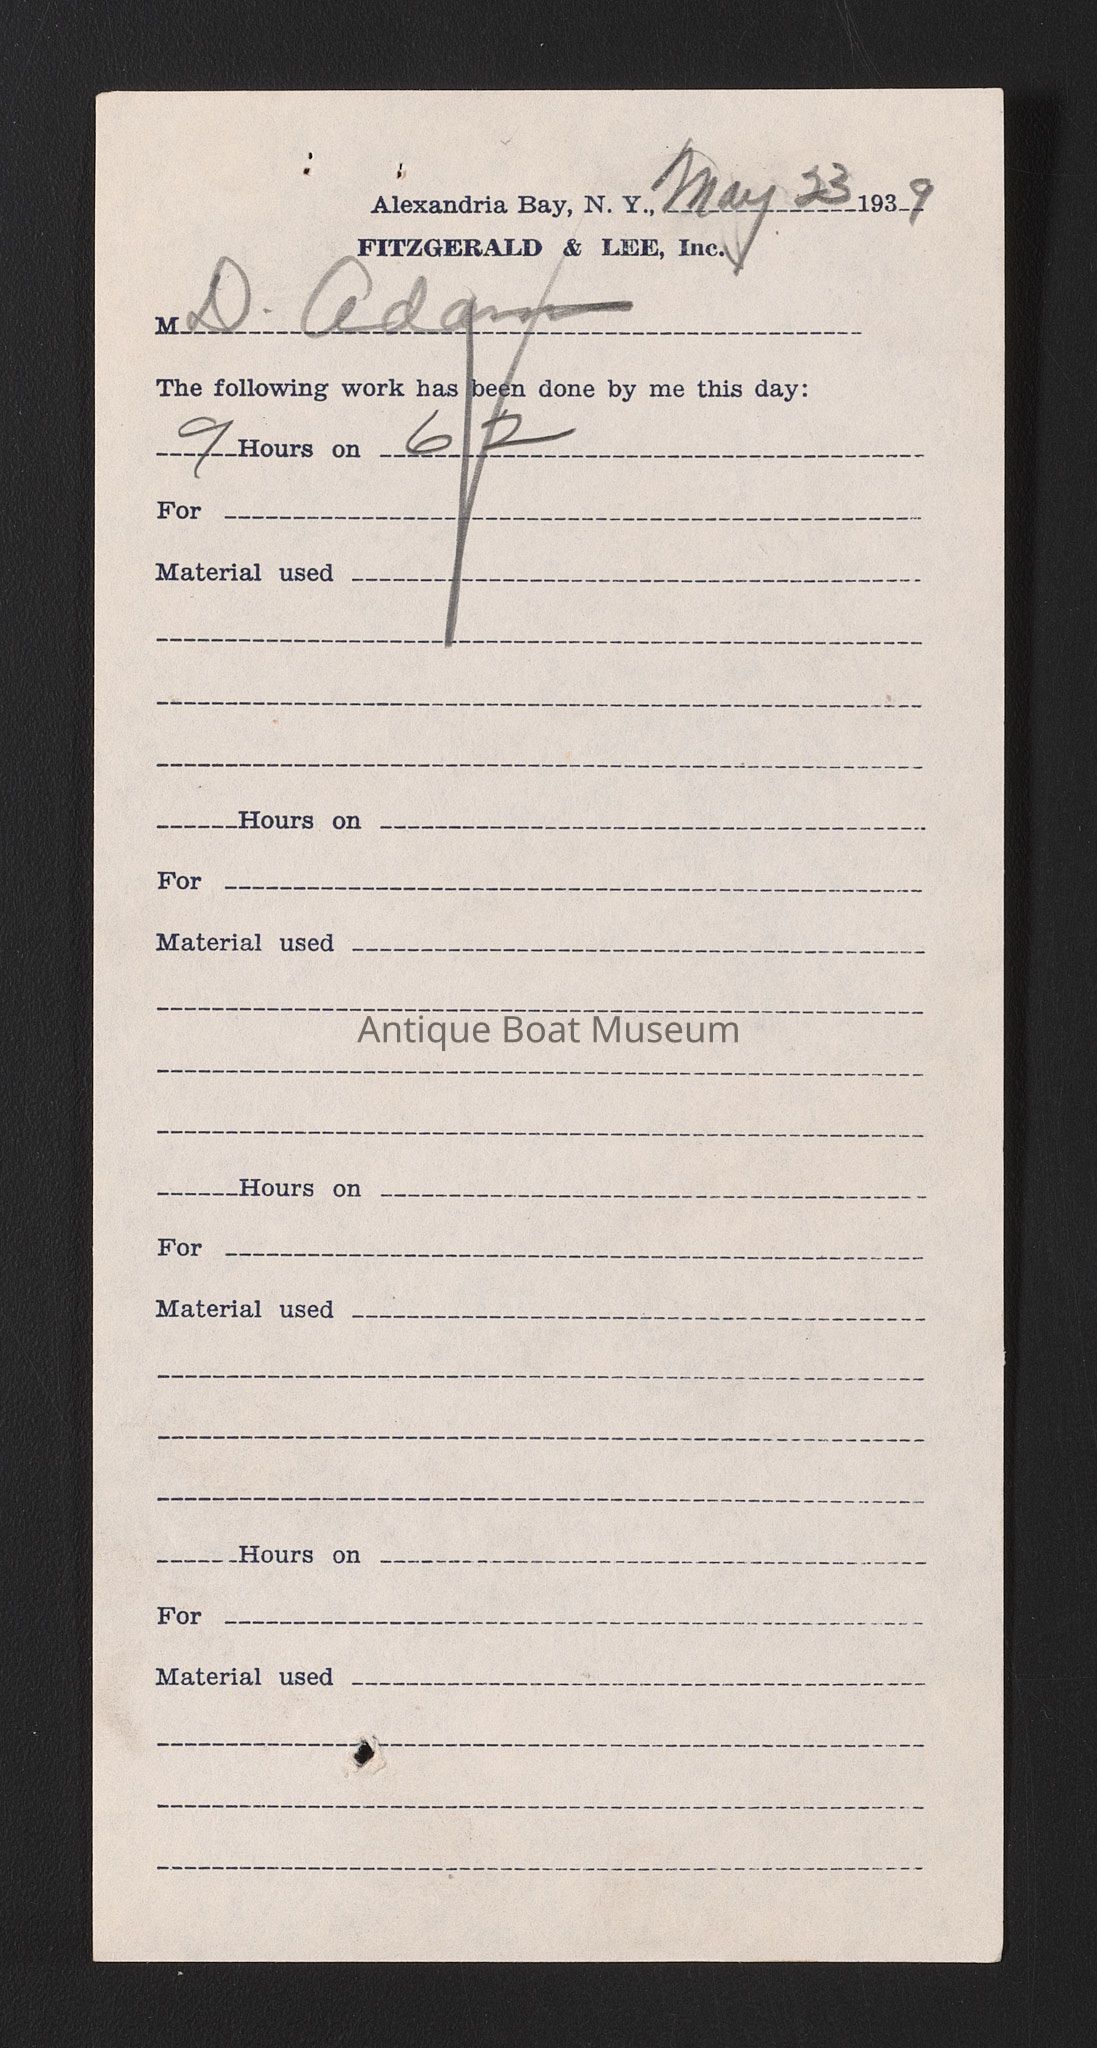 Alexandria Bay, N. Y., May 23 1939
FITZGERALD & LEE, Inc.
M D. Adams
The following work has been done by me this day:
9 Hours on 62
For
Material used
Hours on
For
Material used
Antique Boat Museum
Hours on
For
Material used
Hours on
For
Material used